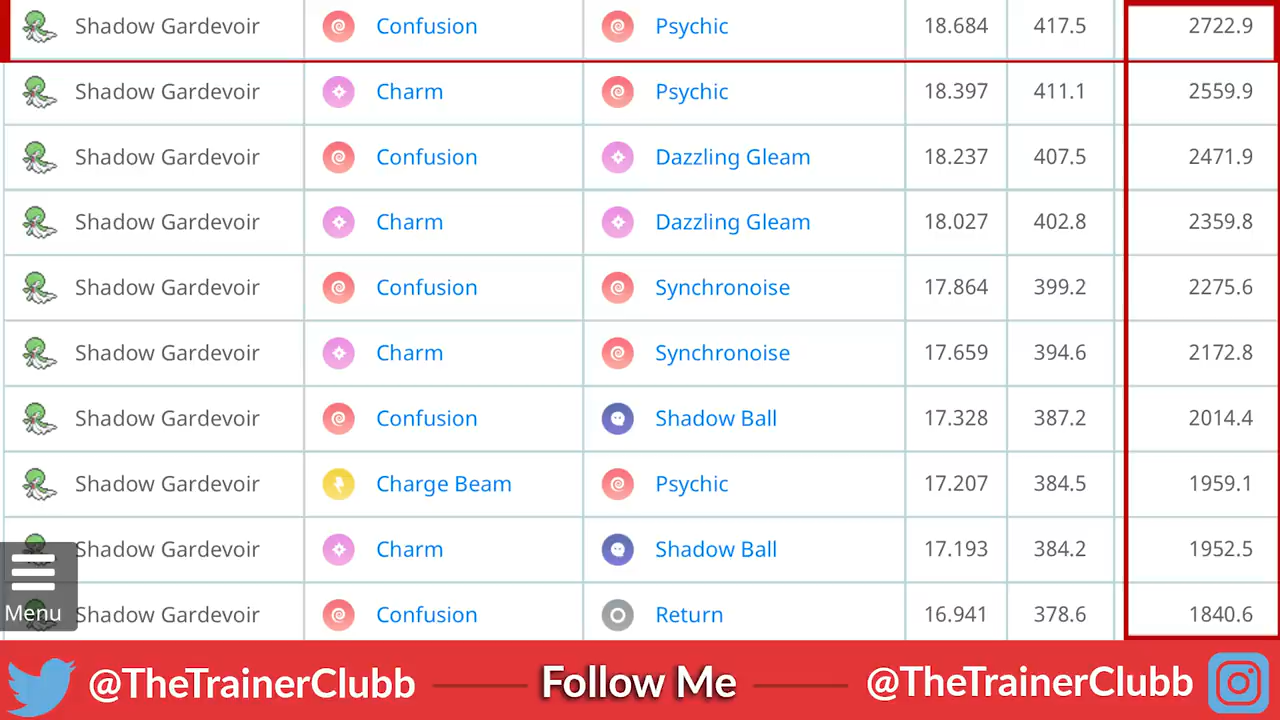 Shadow Gardevoir Confusion Psychic 18.684 417.5 2722.9
Shadow Gardevoir Charm Psychic 18.397 411.1 2559.9
Shadow Gardevoir Confusion Dazzling Gleam 18.237 407.5 2471.9
Shadow Gardevoir Charm Dazzling Gleam 18.027 402.8 2359.8
Shadow Gardevoir Confusion Synchronoise 17.864 399.2 2275.6
Shadow Gardevoir Charm Synchronoise 17.659 394.6 2172.8
Shadow Gardevoir Confusion Shadow Ball 17.328 387.2 2014.4
Shadow Gardevoir Charge Beam Psychic 17.207 384.5 1959.1
Shadow Gardevoir Charm Shadow Ball 17.193 384.2 1952.5
Shadow Gardevoir Confusion Return 16.941 378.6 1840.6
Menu
@TheTrainerClubb Follow Me @TheTrainerClubb